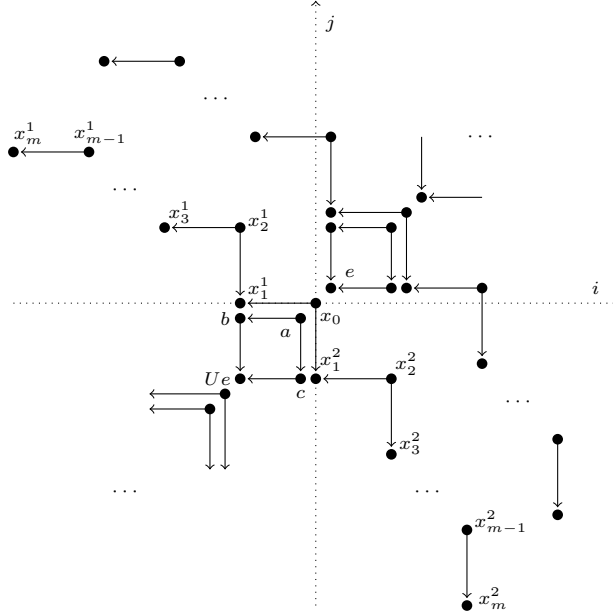 j
⋯
x_m^1 x_{m-1}^1 ⋯
⋯
x_3^1 x_2^1
e
x_1^1 i
b x_0
a
x_1^2 x_2^2
Ue c
⋯
x_3^2
⋯ ⋯
x_{m-1}^2
x_m^2